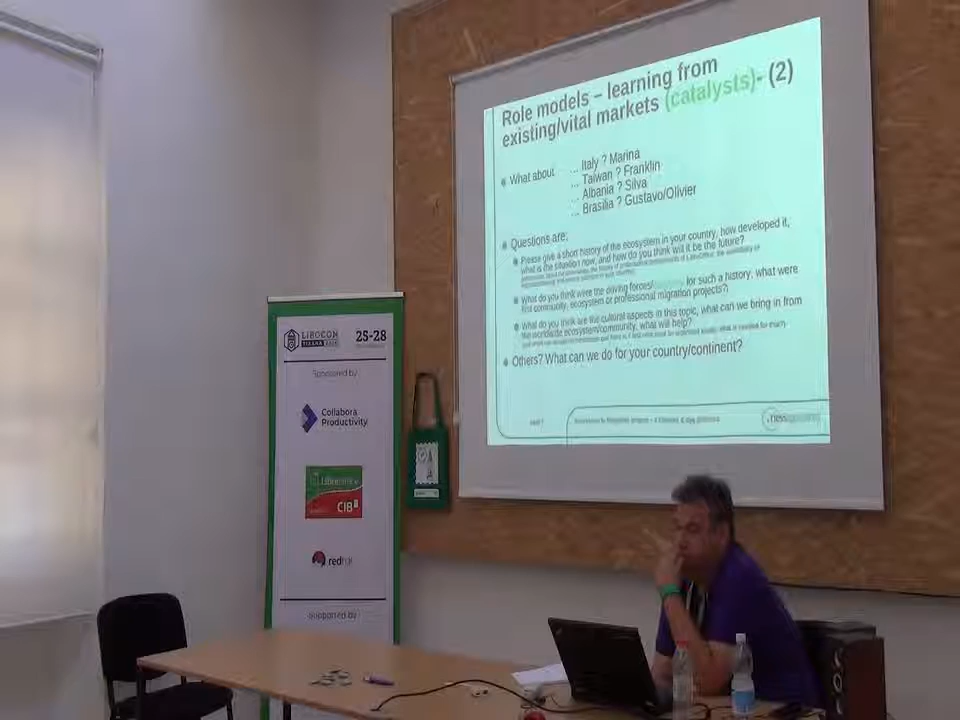 Role models – learning from
existing/vital markets (catalysts)- (2)
What about ... Italy ? Marina
... Taiwan ? Franklin
... Albania ? Silva
... Brasilia ? Gustavo/Olivier
Questions are:
Please give a short history of the ecosystem in your country, how developed it,
what is the situation now, and how do you think will it be the future?
What do you think were the driving forces/ for such a history, what were
first community, ecosystem or professional migration projects?
What do you think are the cultural aspects in this topic, what can we bring in from
the worldwide ecosystem/community, what will help?
Others? What can we do for your country/continent?
LIBOCON
TIRANA
25-28
Sponsored by
Collabora
Productivity
LibreOffice
CIB
redhat
Supported by